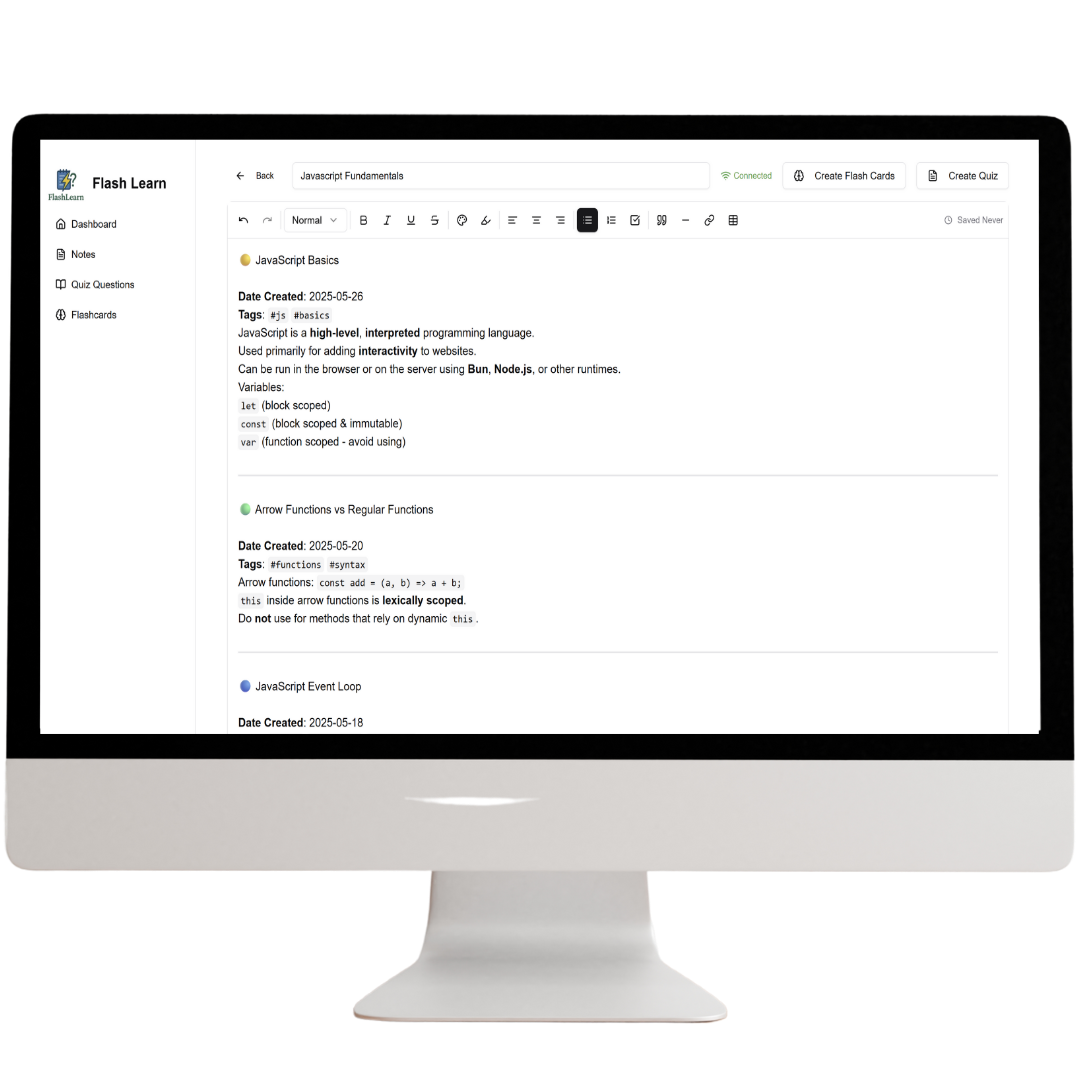 FlashLearn
Flash Learn
Dashboard
Notes
Quiz Questions
Flashcards
Back
Javascript Fundamentals
Connected
Create Flash Cards
Create Quiz
Normal
B I U S
Saved Never
JavaScript Basics
Date Created: 2025-05-26
Tags: #js #basics
JavaScript is a high-level, interpreted programming language.
Used primarily for adding interactivity to websites.
Can be run in the browser or on the server using Bun, Node.js, or other runtimes.
Variables:
let (block scoped)
const (block scoped & immutable)
var (function scoped - avoid using)
Arrow Functions vs Regular Functions
Date Created: 2025-05-20
Tags: #functions #syntax
Arrow functions: const add = (a, b) => a + b;
this inside arrow functions is lexically scoped.
Do not use for methods that rely on dynamic this.
JavaScript Event Loop
Date Created: 2025-05-18